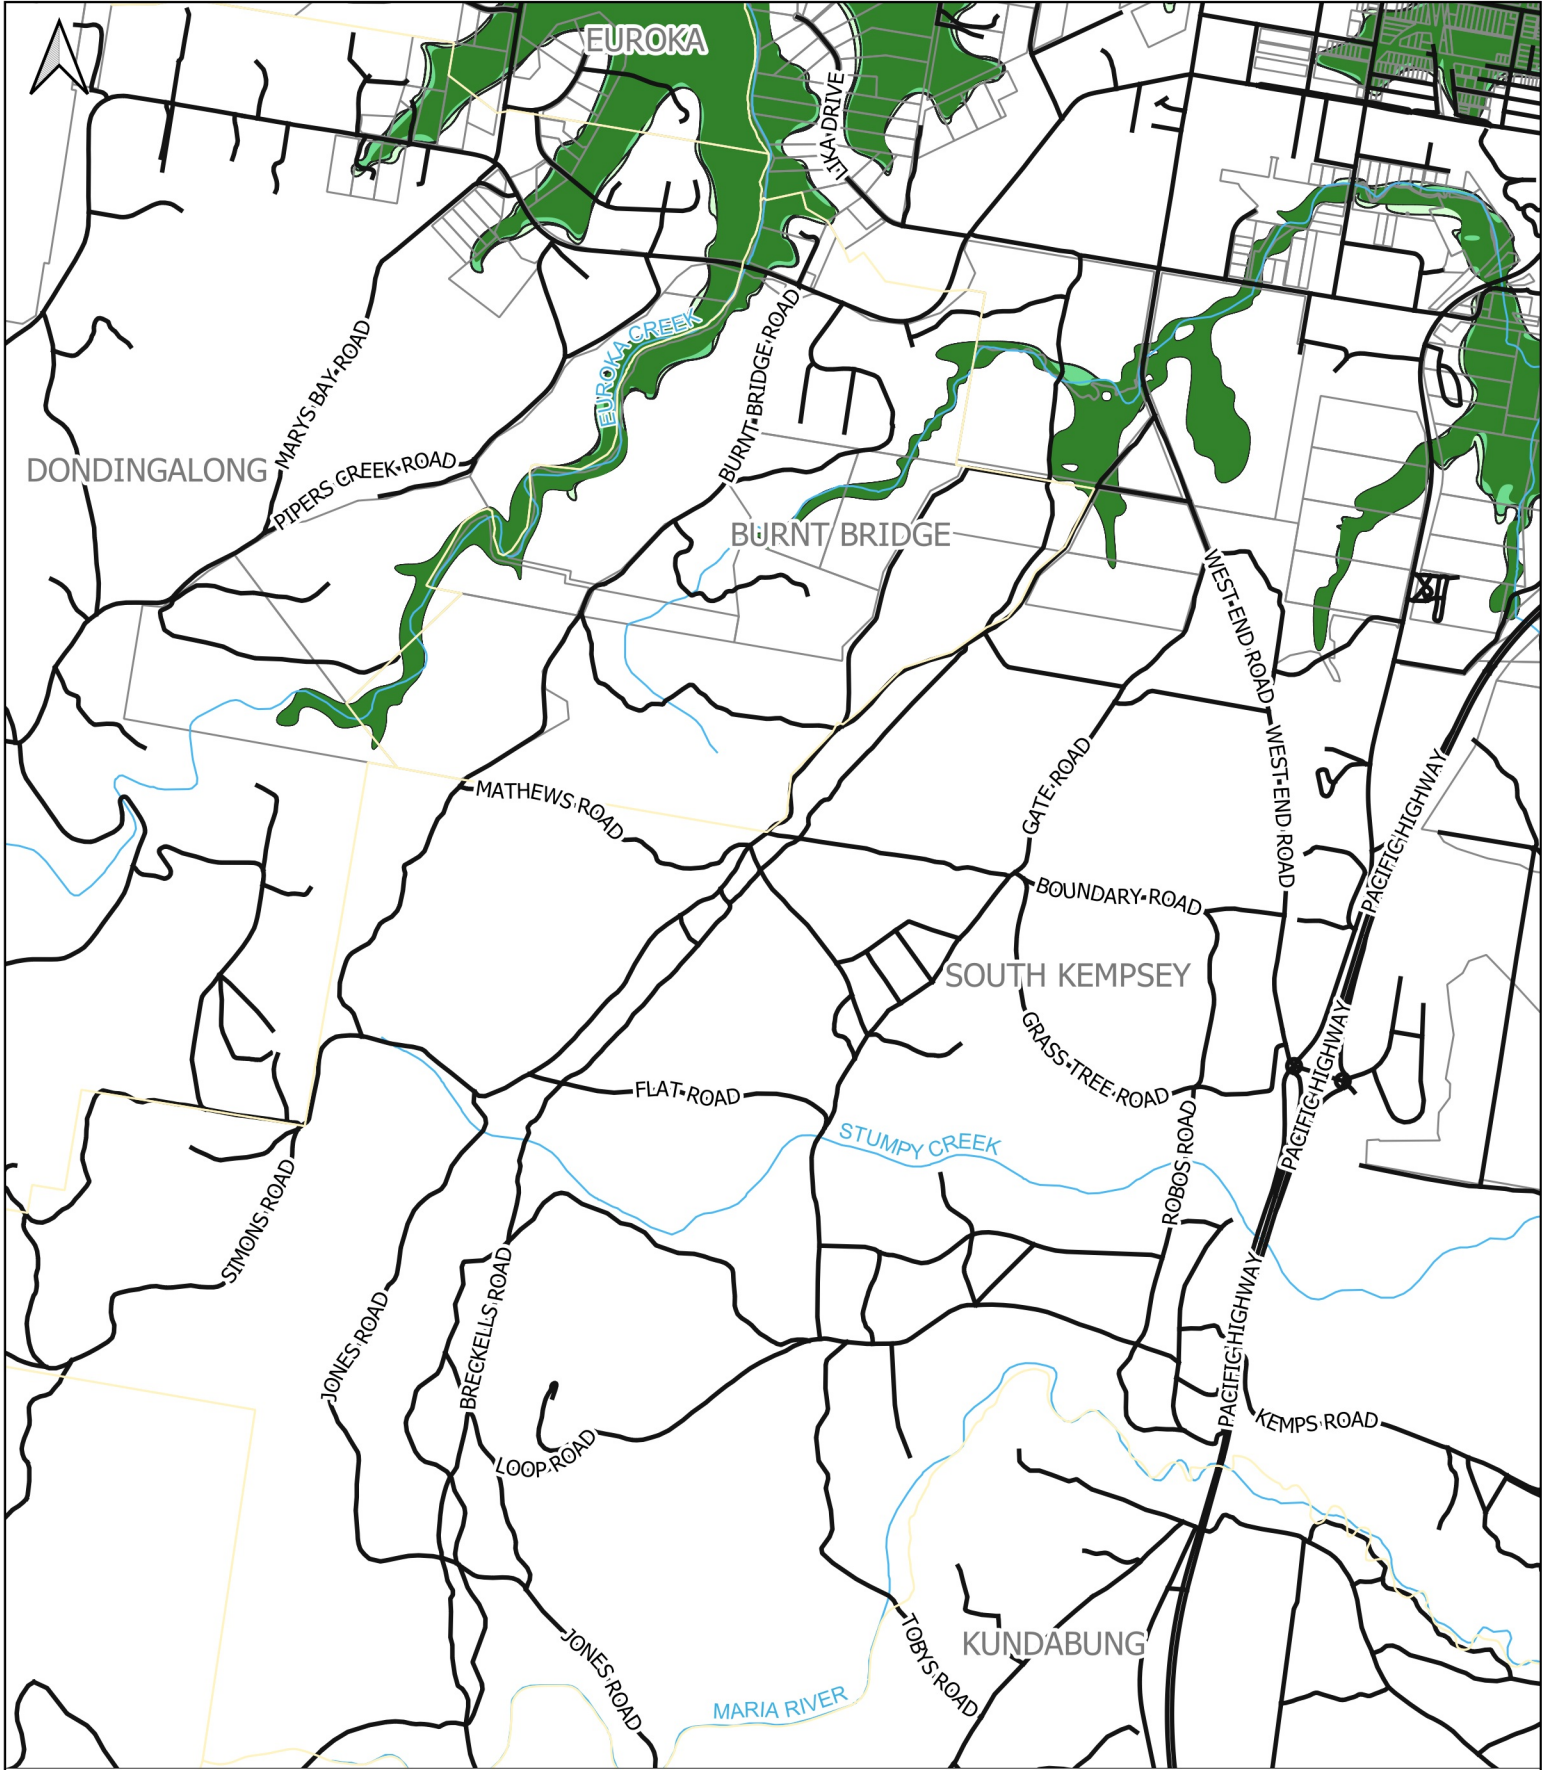 EUROKA
EIKA DRIVE
EUROKA CREEK
BURNT BRIDGE ROAD
MARYS BAY ROAD
PIPERS CREEK ROAD
DONDINGALONG
BURNT BRIDGE
WEST END ROAD
WEST END ROAD
GATE ROAD
MATHEWS ROAD
PACIFIC HIGHWAY
BOUNDARY ROAD
SOUTH KEMPSEY
GRASS TREE ROAD
PACIFIC HIGHWAY
FLAT ROAD
STUMPY CREEK
ROBOS ROAD
SIMONS ROAD
PACIFIC HIGHWAY
JONES ROAD
BRECKELLS ROAD
KEMPS ROAD
LOOP ROAD
JONES ROAD
TOBYS ROAD
KUNDABUNG
MARIA RIVER